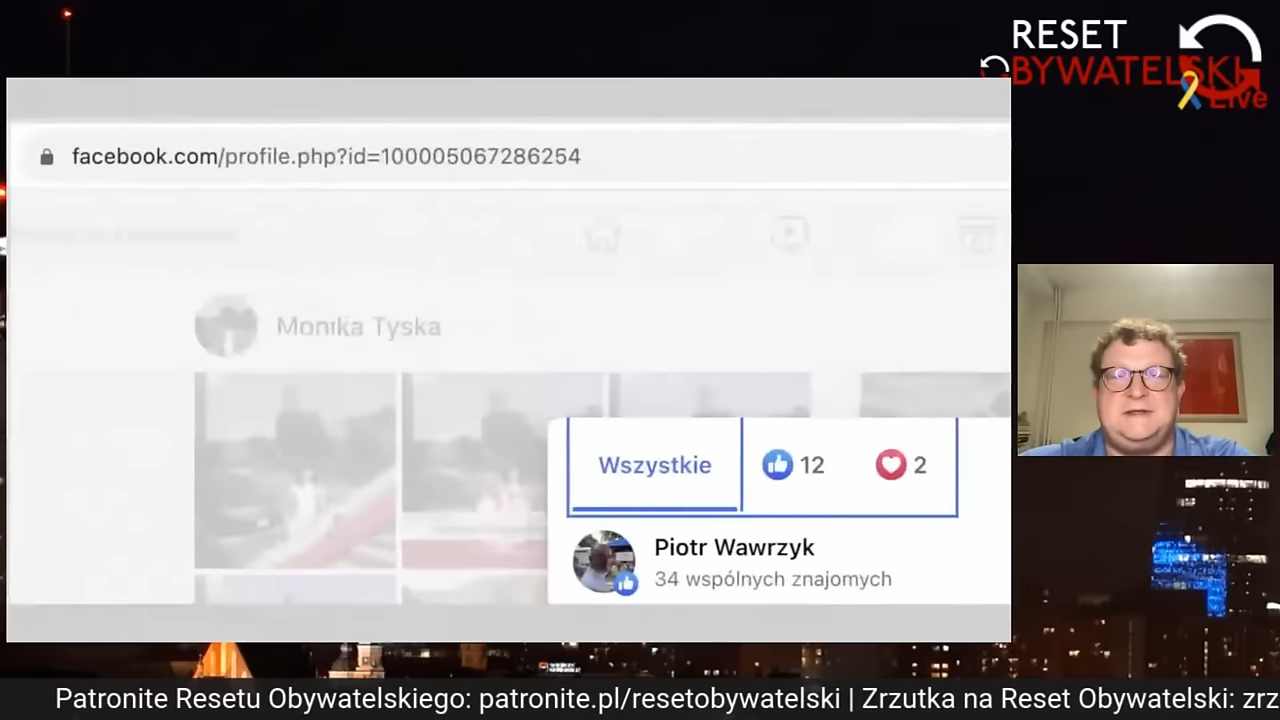 RESET
OBYWATELSKI
Live
facebook.com/profile.php?id=100005067286254
Monika Tyska
Wszystkie
12
2
Piotr Wawrzyk
34 wspólnych znajomych
Patronite Resetu Obywatelskiego: patronite.pl/resetobywatelski | Zrzutka na Reset Obywatelski: zrz